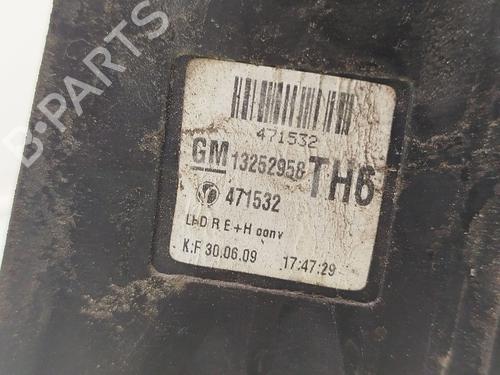 B-PARTS
471532
GM 13252958 TH6
471532
LHD R E+H conv
K:F 30.06.09 17:47:29